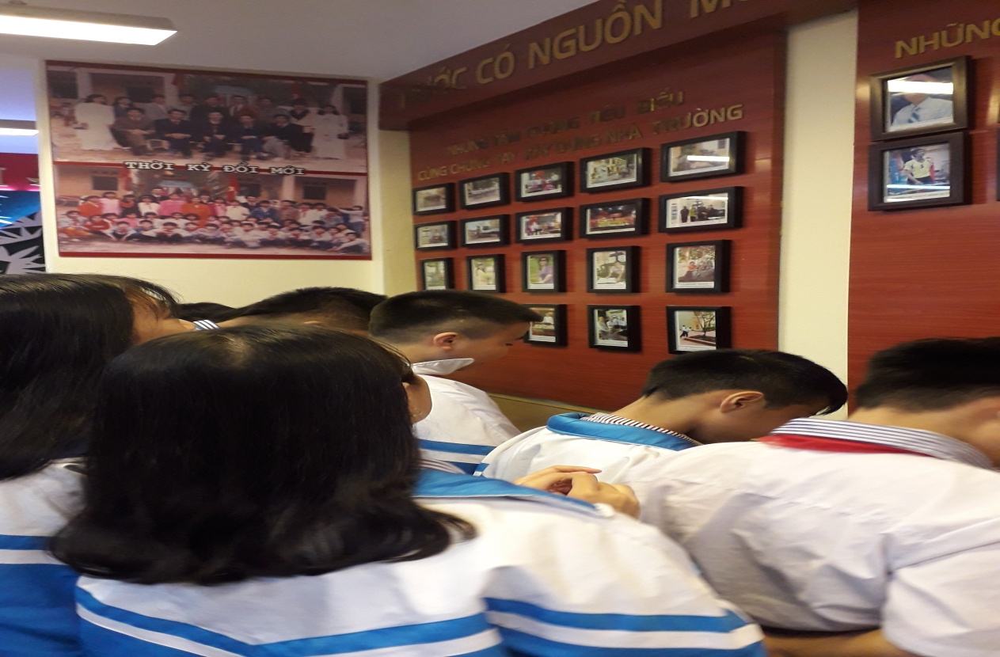 THỜI KỲ ĐỔI MỚI
NƯỚC CÓ NGUỒN
NHỮNG TẤM GƯƠNG TIÊU BIỂU
CÙNG CHUNG TAY XÂY DỰNG NHÀ TRƯỜNG
NHỮNG